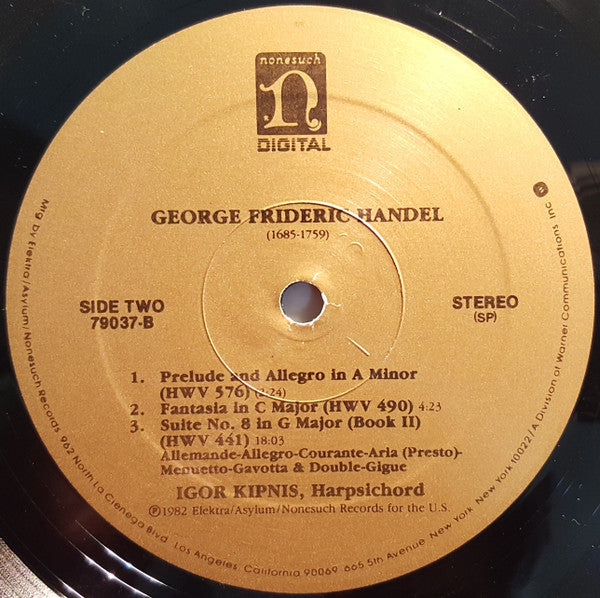 nonesuch
n
DIGITAL
GEORGE FRIDERIC HANDEL
(1685-1759)
SIDE TWO
79037-B
STEREO
(SP)
1. Prelude and Allegro in A Minor
(HWV 576) (2:24)
2. Fantasia in C Major (HWV 490) 4:23
3. Suite No. 8 in G Major (Book II)
(HWV 441) 18:03
Allemande-Allegro-Courante-Aria (Presto)-
Menuetto-Gavotta & Double-Gigue
IGOR KIPNIS, Harpsichord
Ⓟ1982 Elektra/Asylum/Nonesuch Records for the U.S.
Mfg by Elektra/Asylum/Nonesuch Records 962 North La Cienega Blvd Los Angeles California 90069 665 5th Avenue New York New York 10022/A Division of Warner Communications Inc